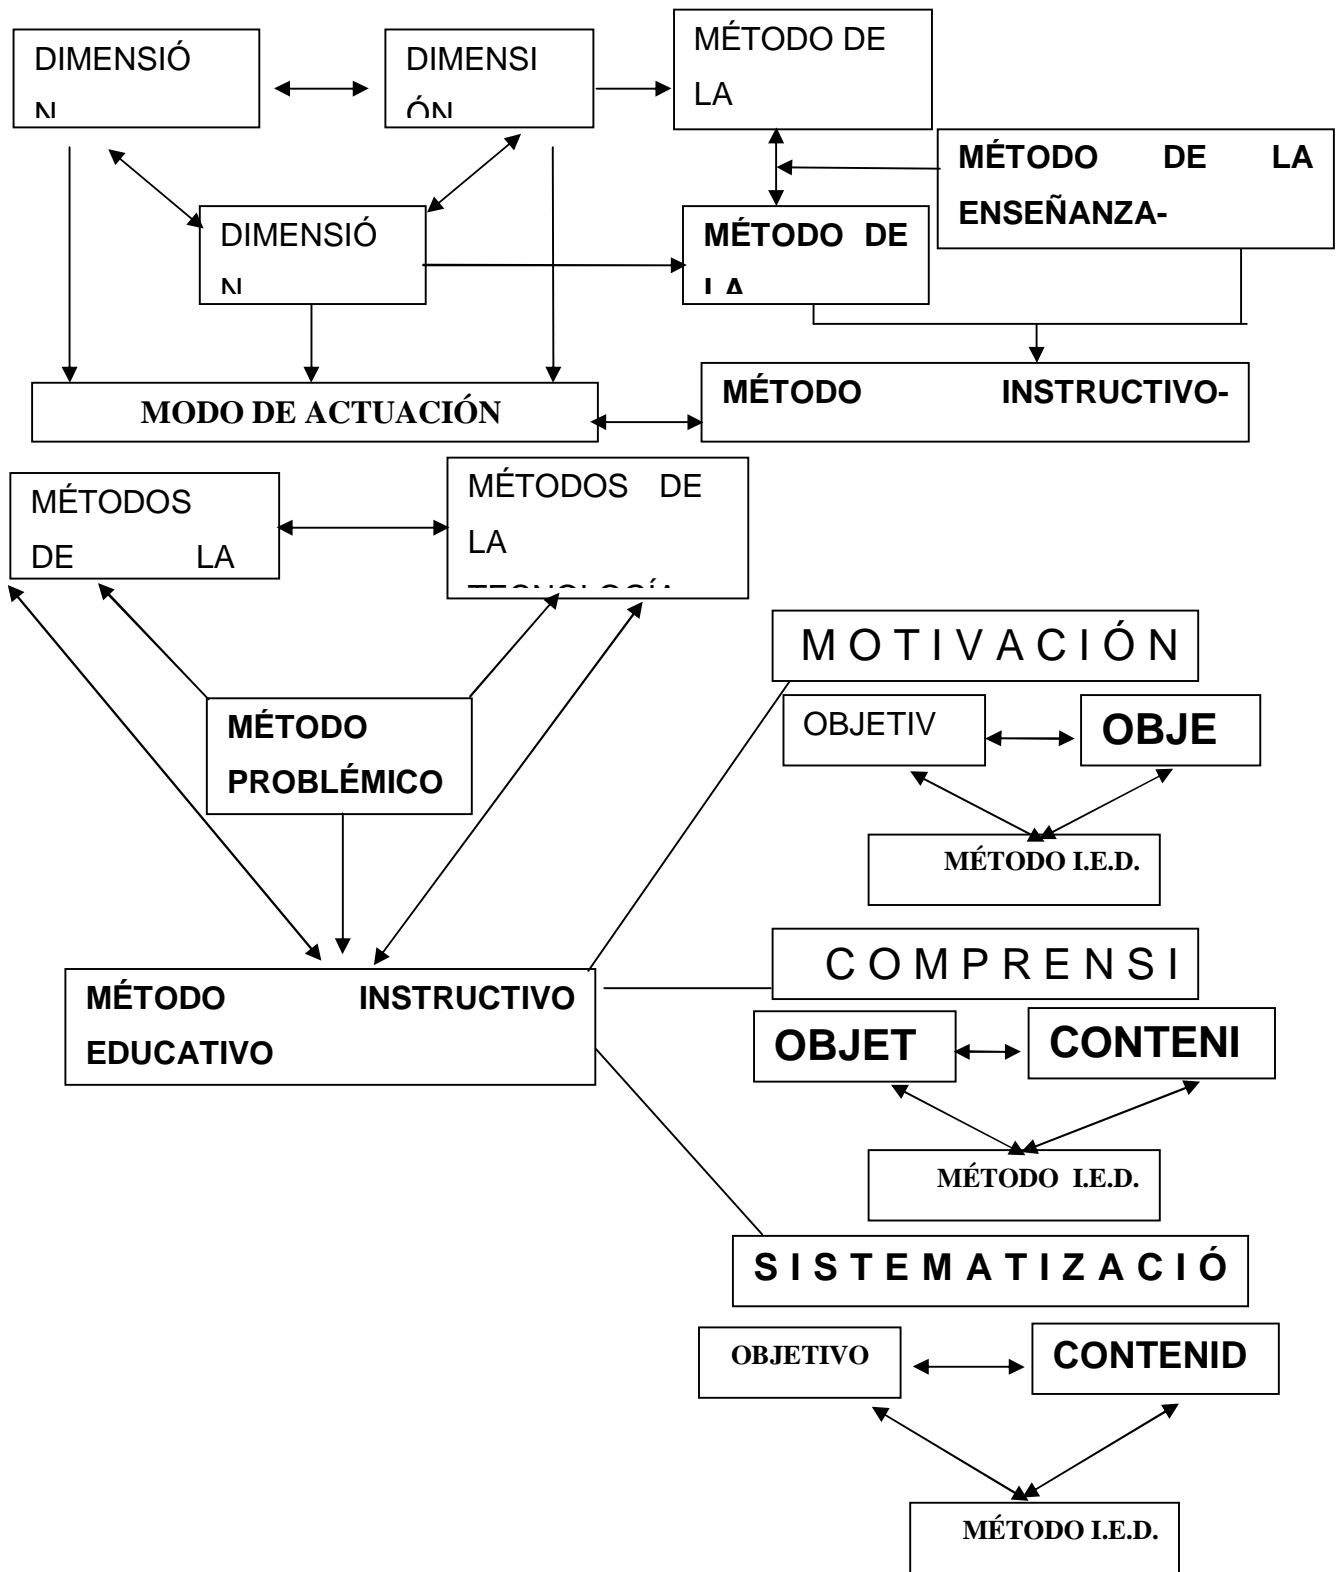 DIMENSIÓ
N
DIMENSI
ÓN
MÉTODO DE
LA
MÉTODO DE LA
ENSEÑANZA-
DIMENSIÓ
N
MÉTODO DE
LA
MODO DE ACTUACIÓN
MÉTODO INSTRUCTIVO-
MÉTODOS
DE LA
MÉTODOS DE
LA
TECNOLOGÍA
MOTIVACIÓN
OBJETIV
OBJE
MÉTODO
PROBLÉMICO
MÉTODO I.E.D.
COMPRENSI
MÉTODO INSTRUCTIVO
EDUCATIVO
OBJET
CONTENI
MÉTODO I.E.D.
SISTEMATIZACIÓ
OBJETIVO
CONTENID
MÉTODO I.E.D.